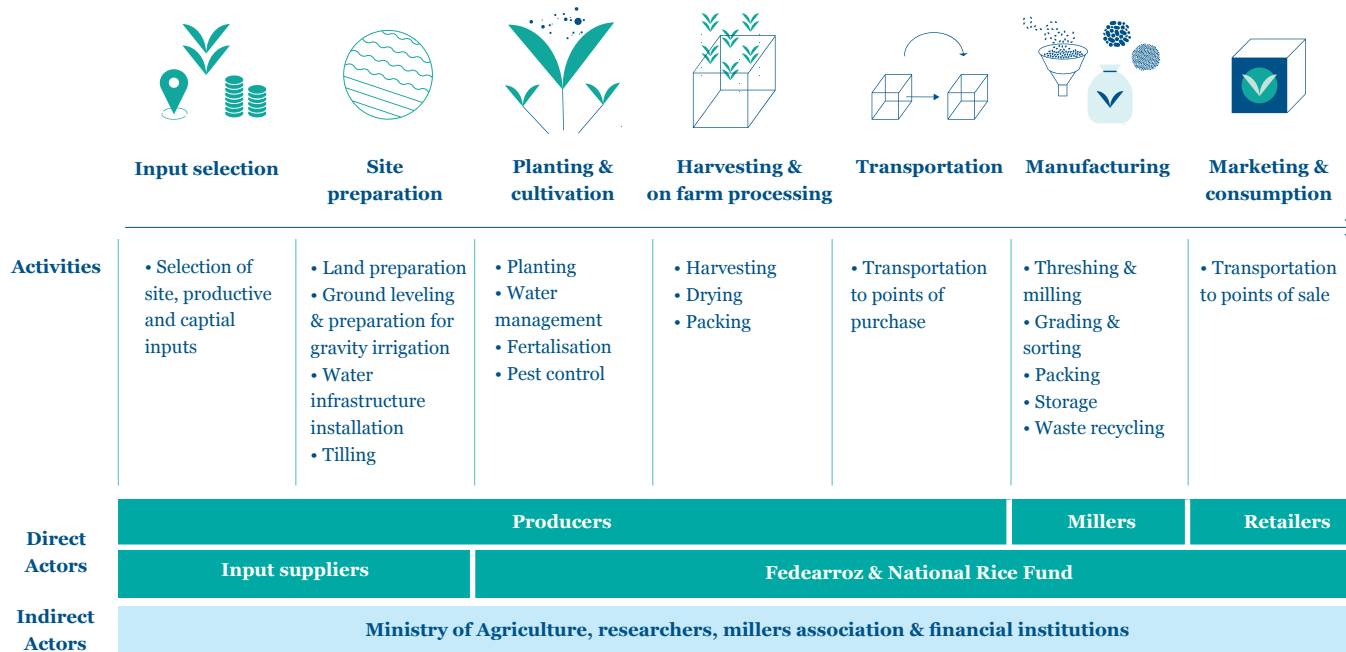 Input selection
Site
preparation
Planting &
cultivation
Harvesting &
on farm processing
Transportation
Manufacturing
Marketing &
consumption
Activities
• Selection of
site, productive
and captial
inputs
• Land preparation
• Ground leveling
& preparation for
gravity irrigation
• Water
infrastructure
installation
• Tilling
• Planting
• Water
management
• Fertalisation
• Pest control
• Harvesting
• Drying
• Packing
• Transportation
to points of
purchase
• Threshing &
milling
• Grading &
sorting
• Packing
• Storage
• Waste recycling
• Transportation
to points of sale
Direct
Actors
Producers
Millers
Retailers
Input suppliers
Fedearroz & National Rice Fund
Indirect
Actors
Ministry of Agriculture, researchers, millers association & financial institutions